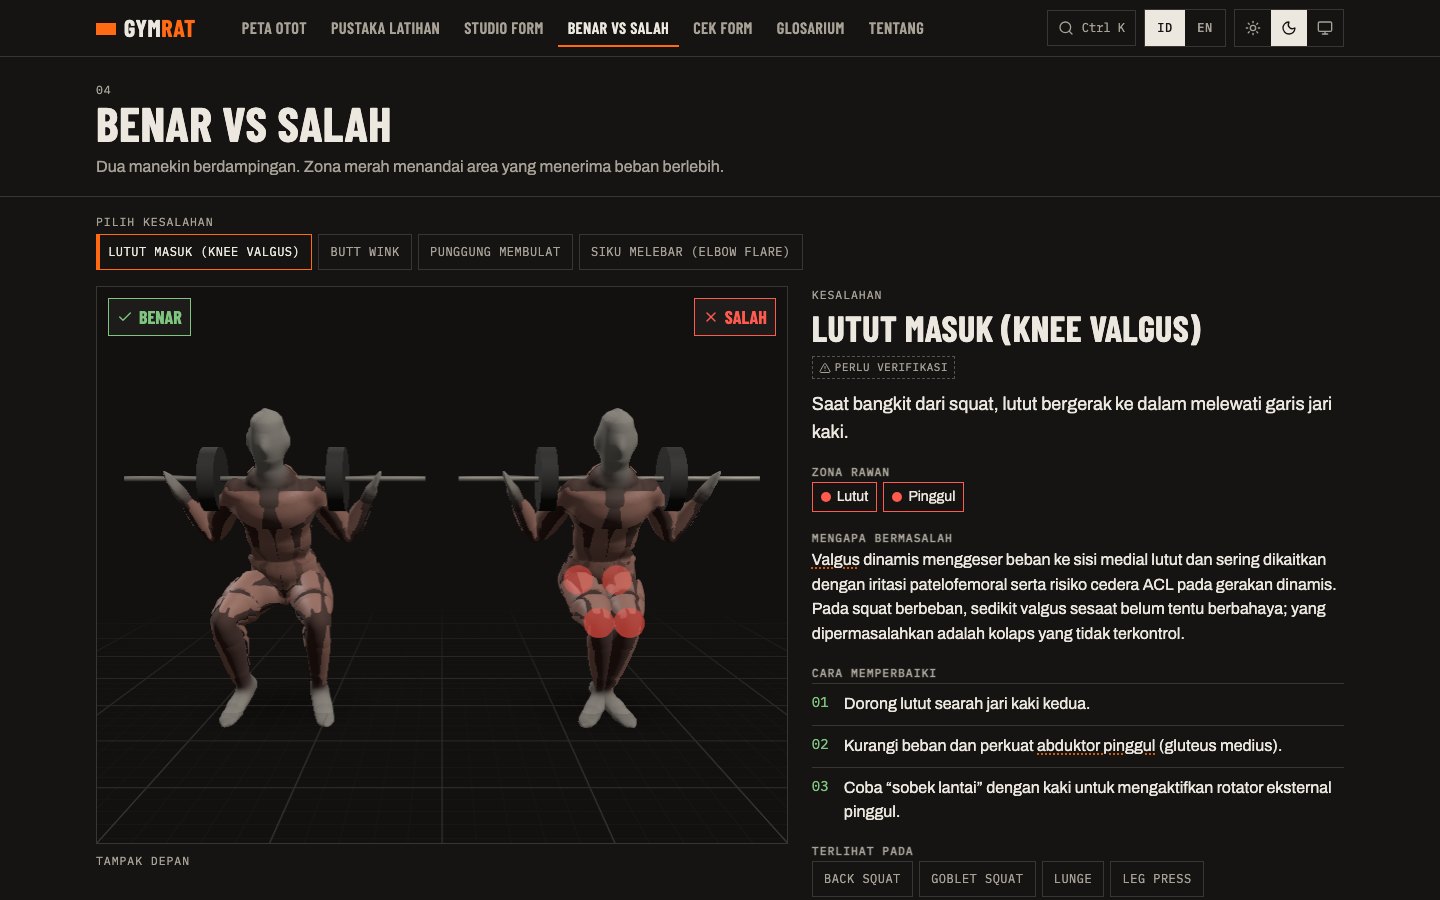 GYMRAT
PETA OTOT
PUSTAKA LATIHAN
STUDIO FORM
BENAR VS SALAH
CEK FORM
GLOSARIUM
TENTANG
Ctrl K
ID
EN
04
BENAR VS SALAH
Dua manekin berdampingan. Zona merah menandai area yang menerima beban berlebih.
PILIH KESALAHAN
LUTUT MASUK (KNEE VALGUS)
BUTT WINK
PUNGGUNG MEMBULAT
SIKU MELEBAR (ELBOW FLARE)
BENAR
SALAH
TAMPAK DEPAN
KESALAHAN
LUTUT MASUK (KNEE VALGUS)
PERLU VERIFIKASI
Saat bangkit dari squat, lutut bergerak ke dalam melewati garis jari
kaki.
ZONA RAWAN
Lutut
Pinggul
MENGAPA BERMASALAH
Valgus dinamis menggeser beban ke sisi medial lutut dan sering dikaitkan
dengan iritasi patelofemoral serta risiko cedera ACL pada gerakan dinamis.
Pada squat berbeban, sedikit valgus sesaat belum tentu berbahaya; yang
dipermasalahkan adalah kolaps yang tidak terkontrol.
CARA MEMPERBAIKI
01 Dorong lutut searah jari kaki kedua.
02 Kurangi beban dan perkuat abduktor pinggul (gluteus medius).
03 Coba “sobek lantai” dengan kaki untuk mengaktifkan rotator eksternal
pinggul.
TERLIHAT PADA
BACK SQUAT
GOBLET SQUAT
LUNGE
LEG PRESS